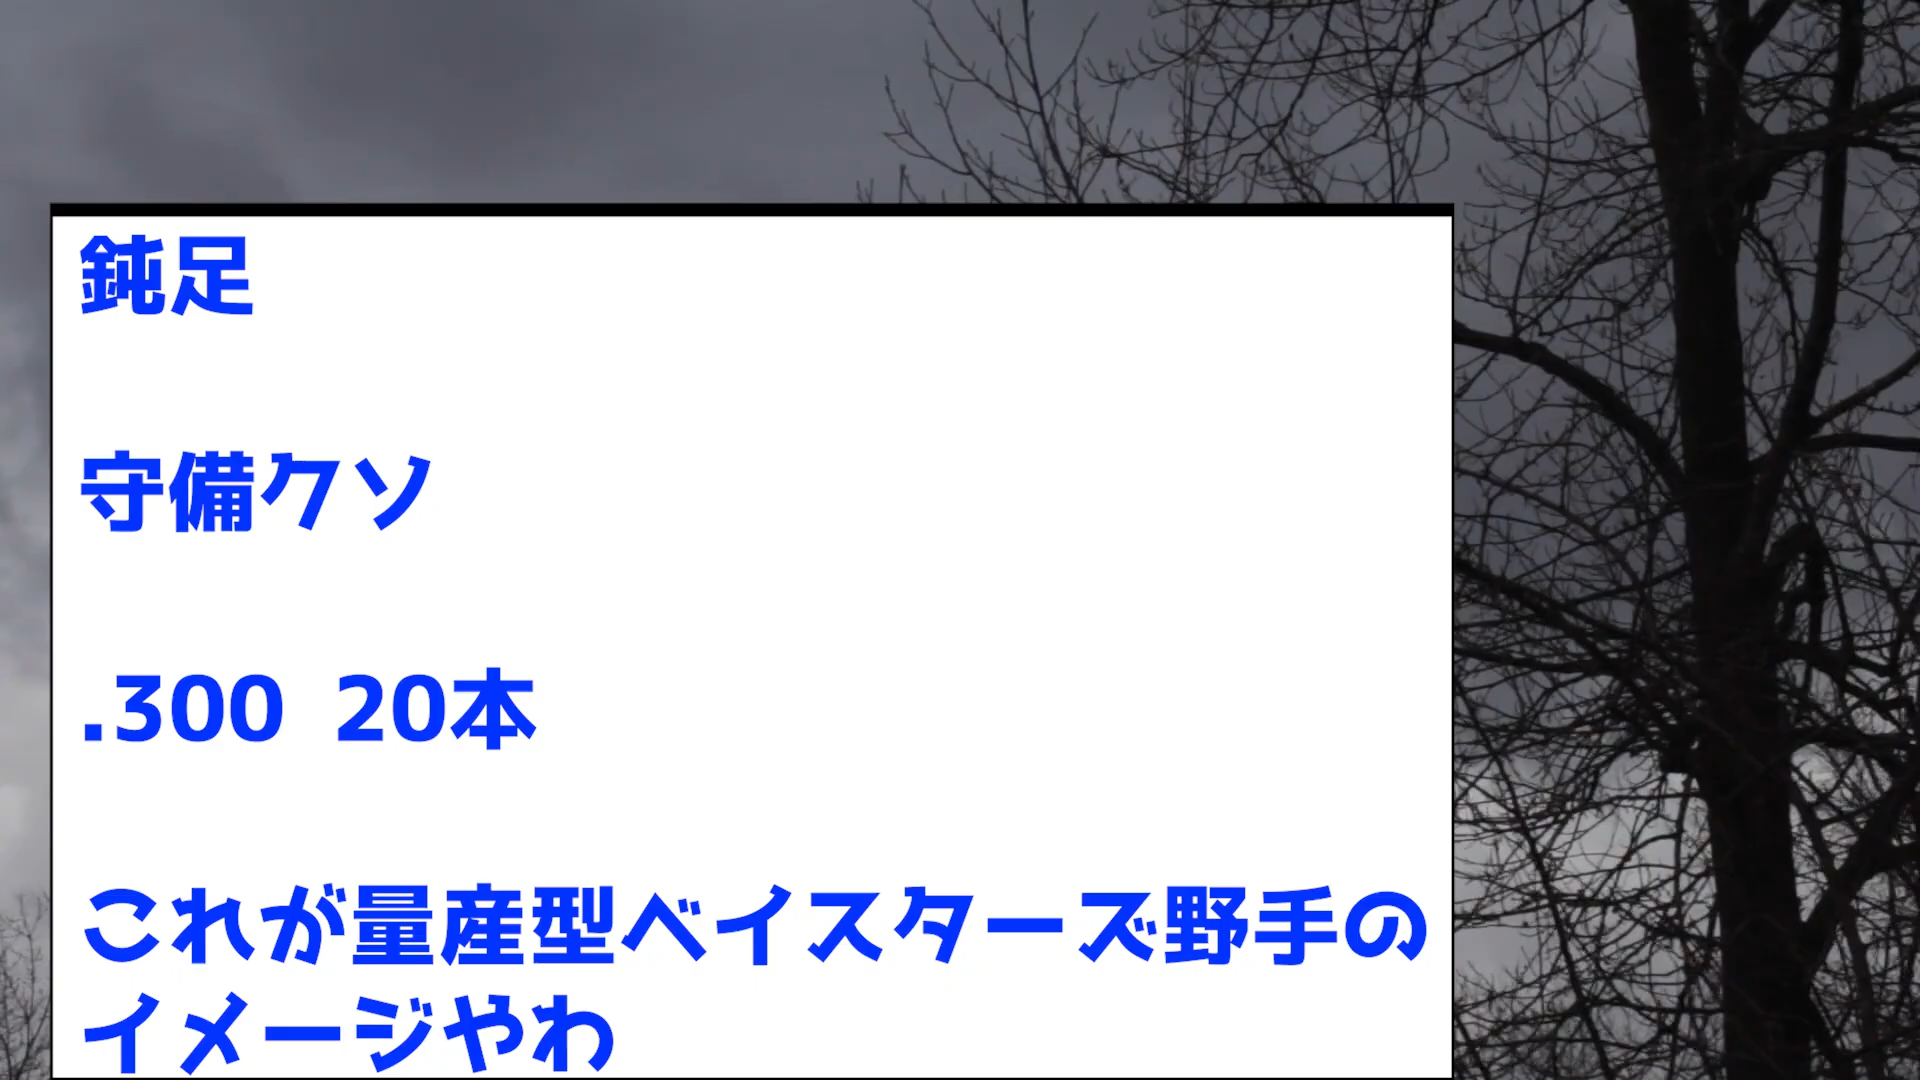 鈍足
守備クソ
.300 20本
これが量産型ベイスターズ野手の
イメージやわ